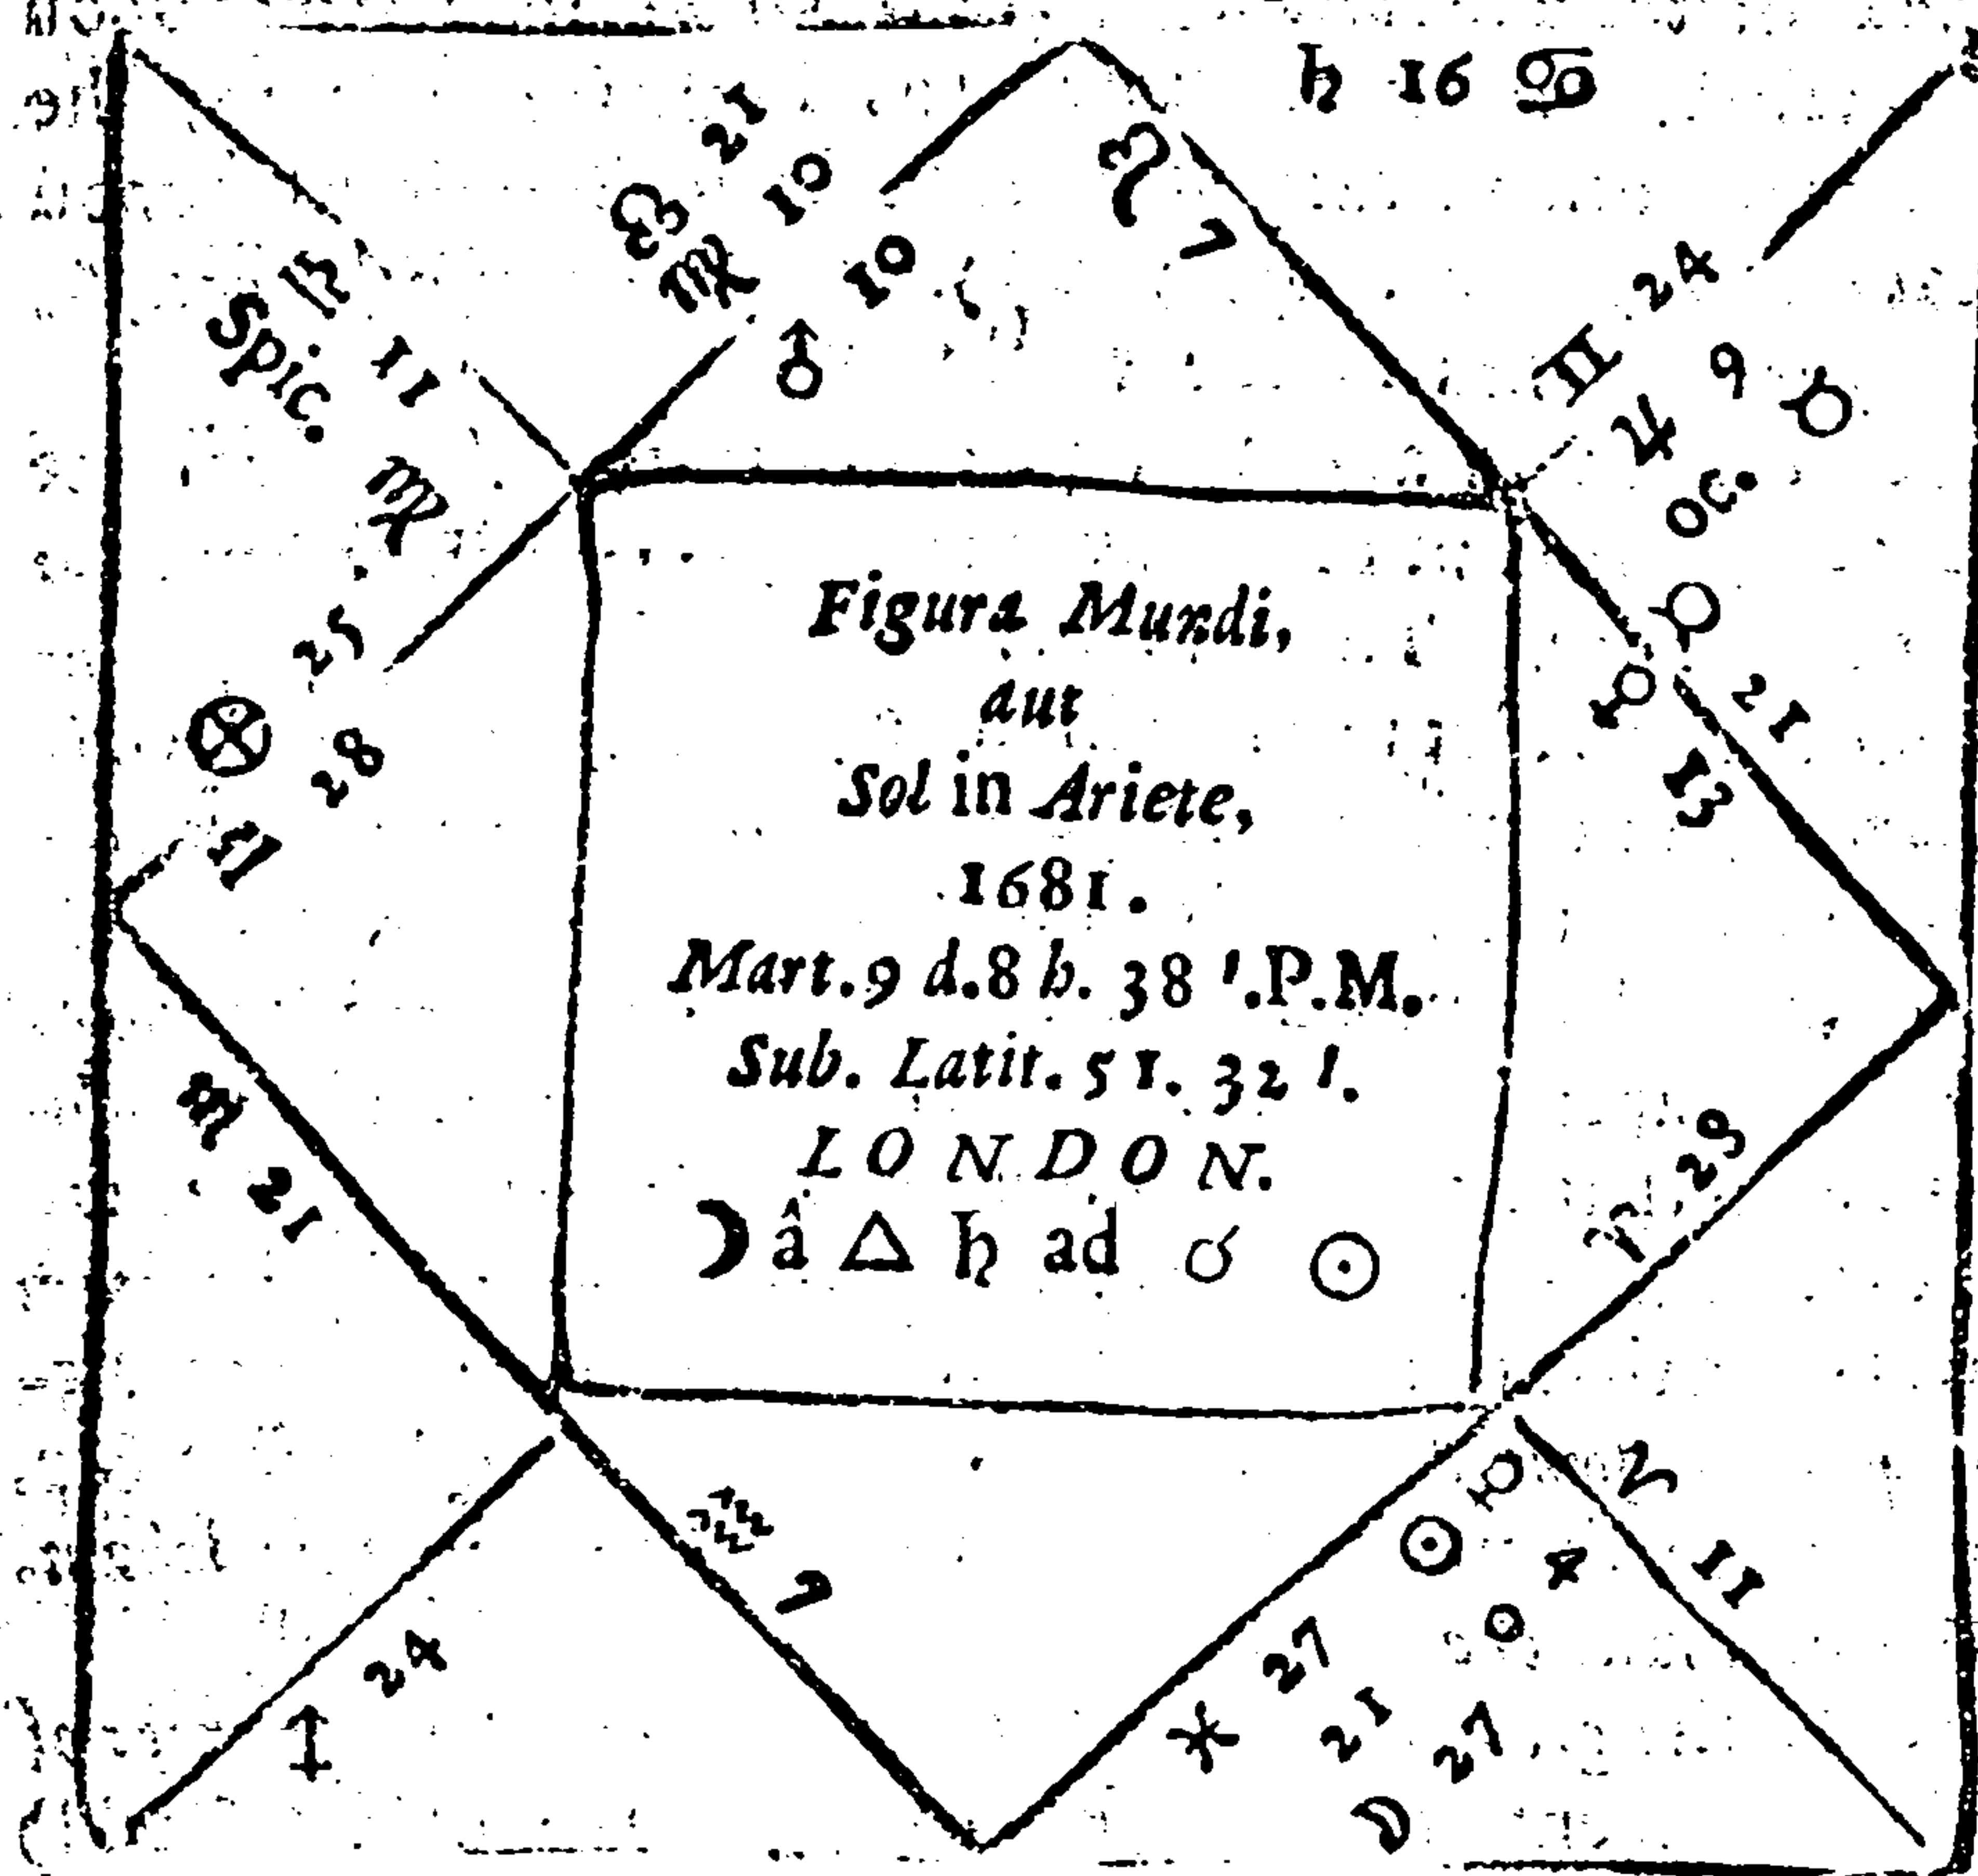 ♄ 16 ♋
21
10
10
♂
♌ 7
♊ 24
♃ 9
oc.
Spic.
11
♍
25
28
21
13
♑ 29
21
♒ 7
♐ 24
Figura Mundi,
aut
Sol in Ariete,
1681.
Mart. 9 d. 8 h. 38 '. P. M.
Sub. Latit. 51. 32 '.
LONDON.
☽ â △ ♄ ad ☌ ☉
♈ 11
☉
4
0
27
21
27
☽